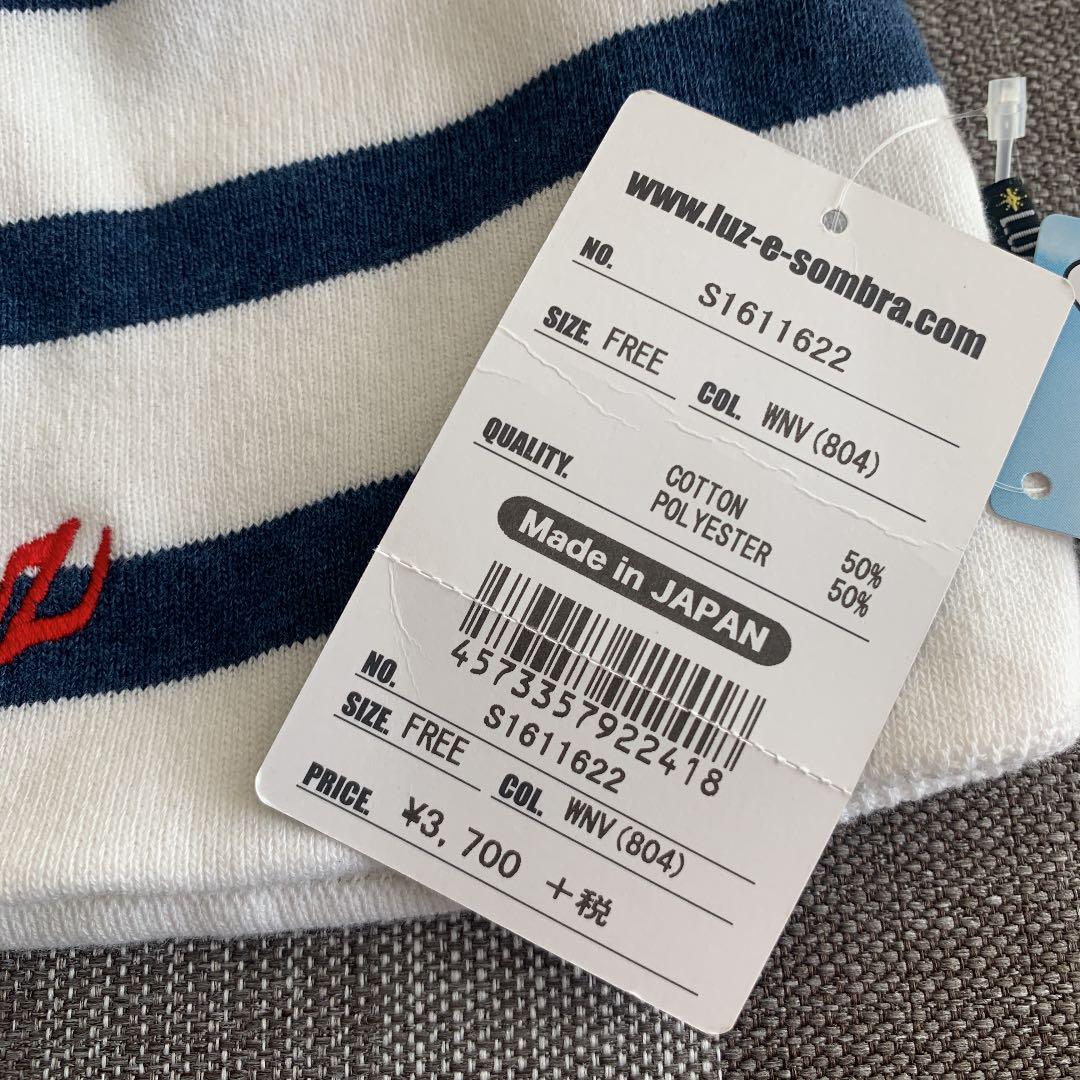 www.luz-e-sombra.com
NO. S1611622
SIZE. FREE COL. WNV(804)
QUALITY.
COTTON 50%
POLYESTER 50%
Made in JAPAN
4573357922418
NO. S1611622
SIZE. FREE COL. WNV(804)
PRICE. ¥3,700 +税